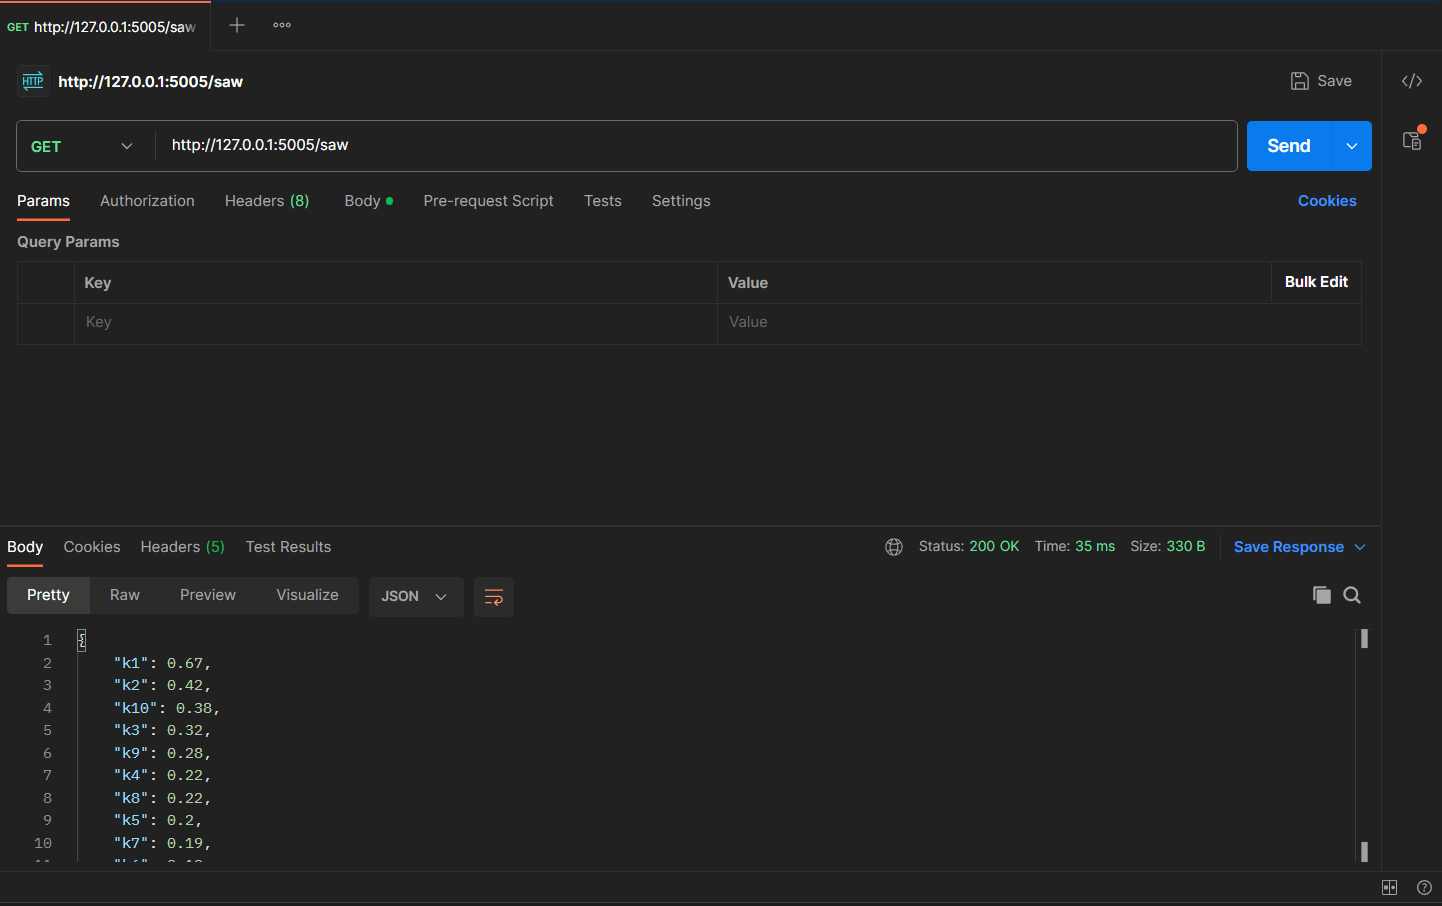 GET http://127.0.0.1:5005/saw
HTTP http://127.0.0.1:5005/saw
Save
GET http://127.0.0.1:5005/saw
Send
Params Authorization Headers (8) Body Pre-request Script Tests Settings
Cookies
Query Params
Key Value Bulk Edit
Key Value
Body Cookies Headers (5) Test Results
Status: 200 OK Time: 35 ms Size: 330 B Save Response
Pretty Raw Preview Visualize JSON
1 {
2 "k1": 0.67,
3 "k2": 0.42,
4 "k10": 0.38,
5 "k3": 0.32,
6 "k9": 0.28,
7 "k4": 0.22,
8 "k8": 0.22,
9 "k5": 0.2,
10 "k7": 0.19,